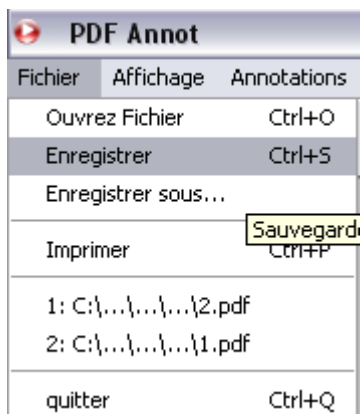 PDF Annot
Fichier Affichage Annotations
Ouvrez Fichier Ctrl+O
Enregistrer Ctrl+S
Enregistrer sous...
Sauvegarde
Imprimer Ctrl+P
1: C:\...\...\...\2.pdf
2: C:\...\...\...\1.pdf
quitter Ctrl+Q